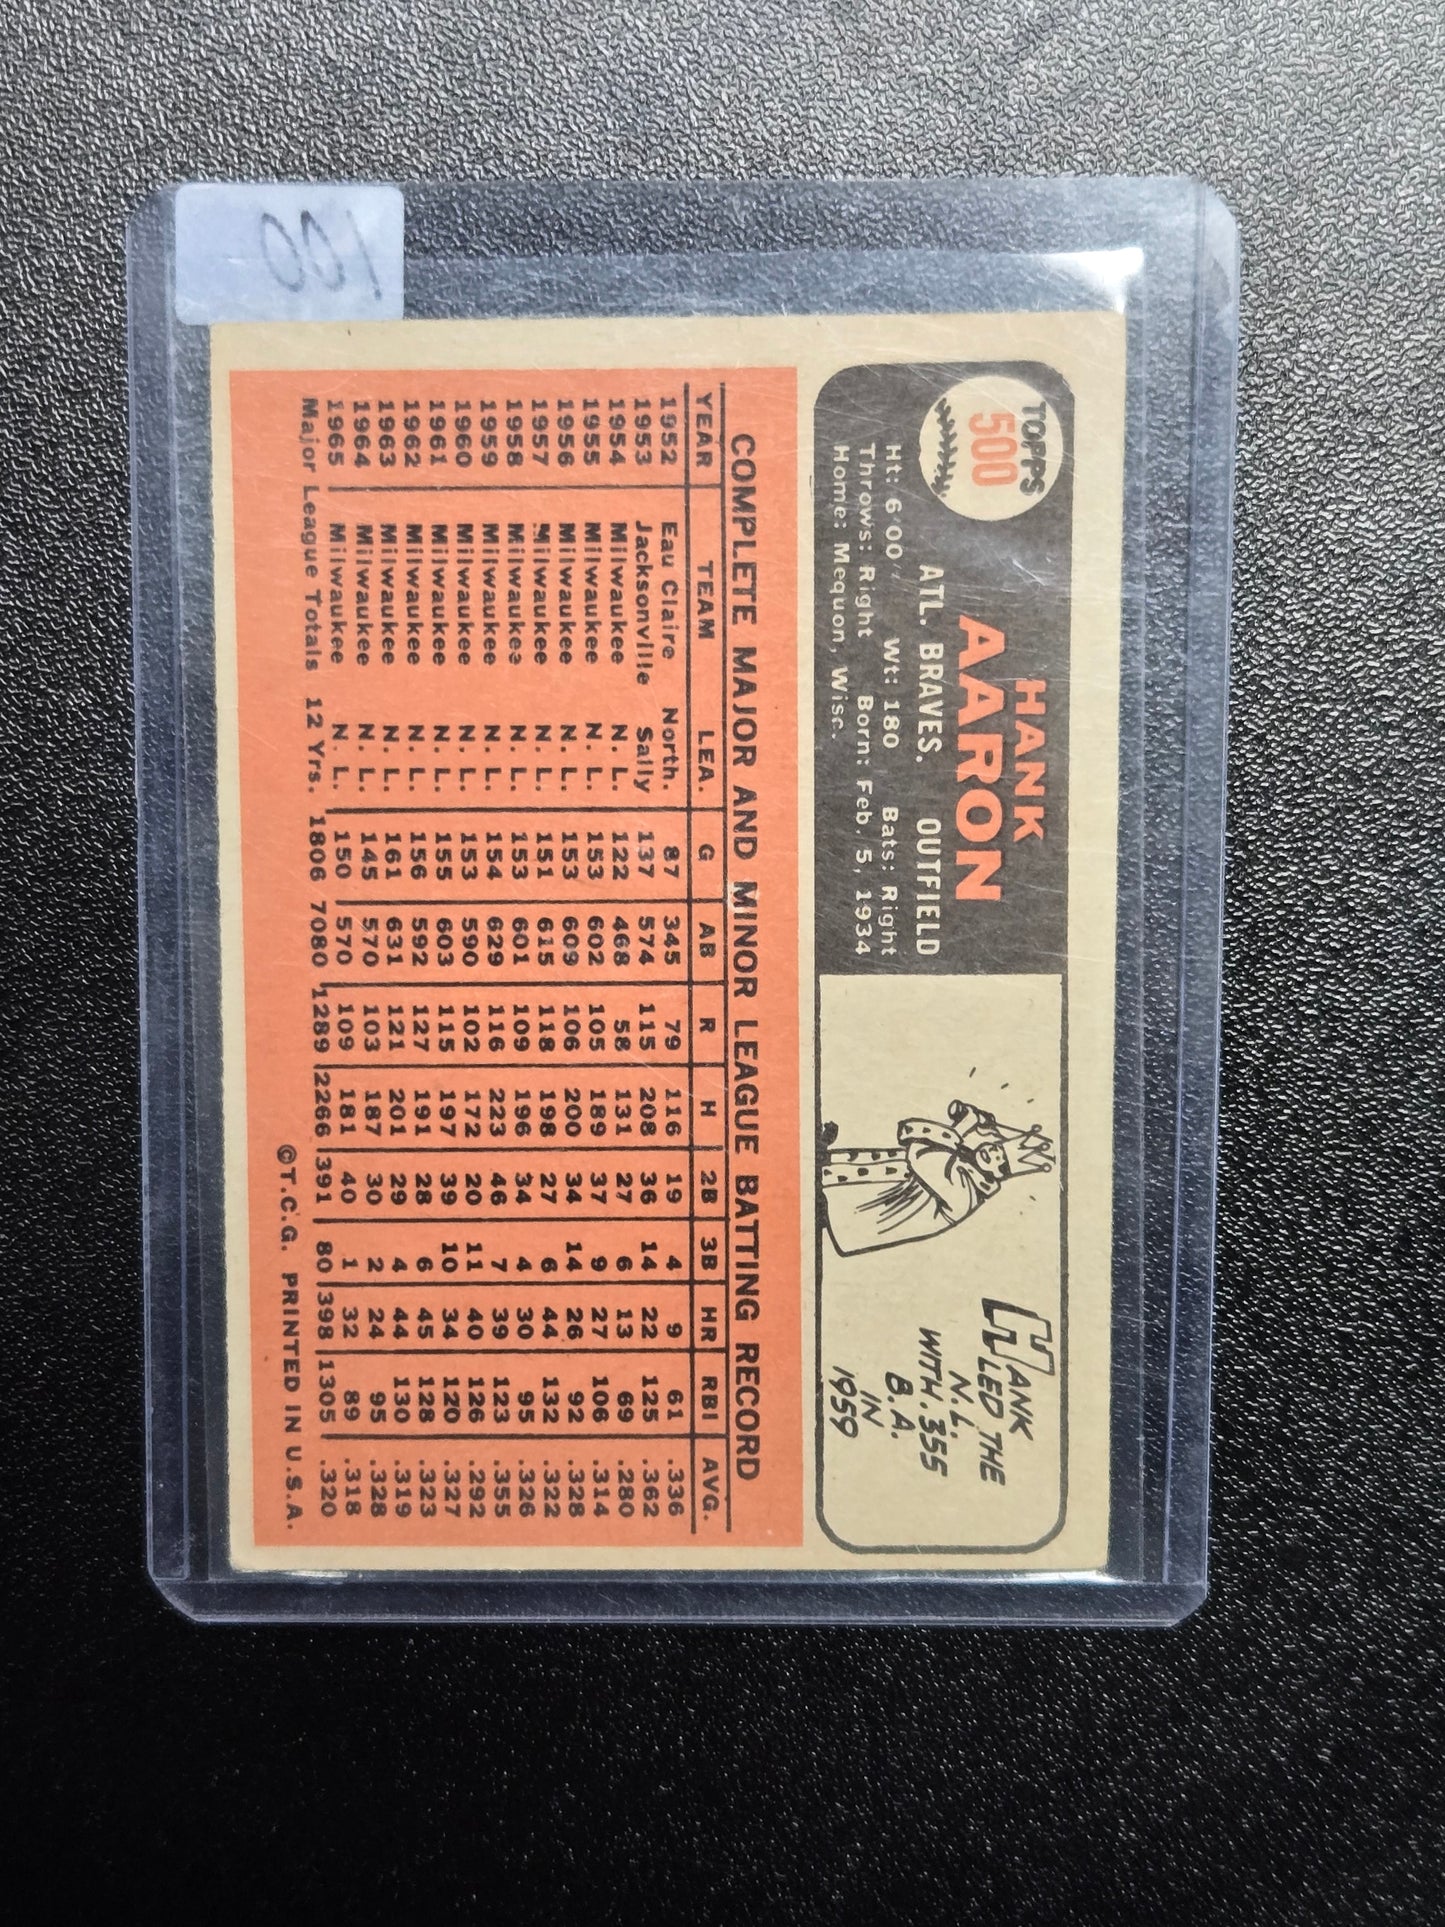 100
TOPPS
500
HANK
AARON
ATL. BRAVES. OUTFIELD
Ht: 6'00" Wt: 180 Bats: Right
Throws: Right Born: Feb. 5, 1934
Home: Mequon, Wisc.
HANK
LED THE
N.L.
WITH .355
B.A.
IN
1959
COMPLETE MAJOR AND MINOR LEAGUE BATTING RECORD
YEAR TEAM LEA. G AB R H 2B 3B HR RBI AVG.
1952 Eau Claire North. 87 345 79 116 19 4 9 61 .336
1953 Jacksonville Sally 137 574 115 208 36 14 22 125 .362
1954 Milwaukee N. L. 122 468 58 131 27 6 13 69 .280
1955 Milwaukee N. L. 153 602 105 189 37 9 27 106 .314
1956 Milwaukee N. L. 153 609 106 200 34 14 26 92 .328
1957 Milwaukee N. L. 151 615 118 198 27 6 44 132 .322
1958 Milwaukee N. L. 153 601 109 196 34 4 30 95 .326
1959 Milwaukee N. L. 154 629 116 223 46 7 39 123 .355
1960 Milwaukee N. L. 153 590 102 172 20 11 40 126 .292
1961 Milwaukee N. L. 155 603 115 197 39 10 34 120 .327
1962 Milwaukee N. L. 156 592 127 191 28 6 45 128 .323
1963 Milwaukee N. L. 161 631 121 201 29 4 44 130 .319
1964 Milwaukee N. L. 145 570 103 187 30 2 24 95 .328
1965 Milwaukee N. L. 150 570 109 181 40 1 32 89 .318
Major League Totals 12 Yrs. 1806 7080 1289 2266 391 80 398 1305 .320
©T.C.G. PRINTED IN U.S.A.